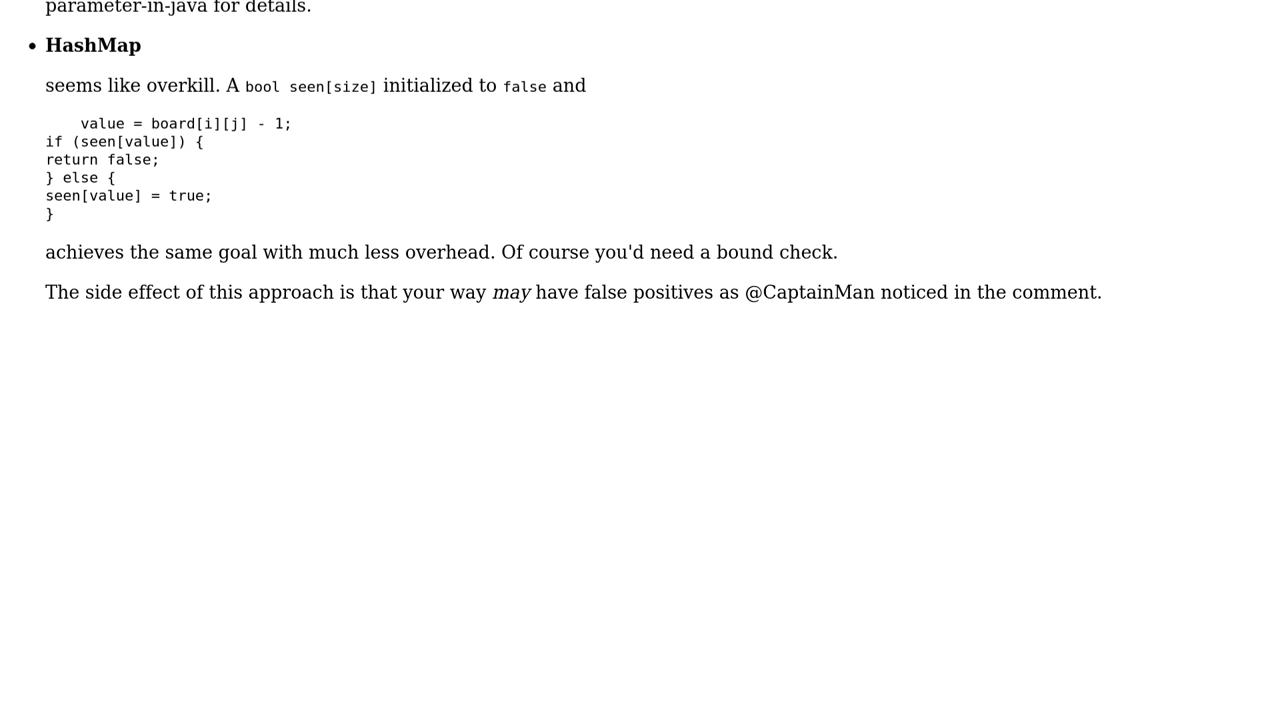 parameter-in-java for details.
• HashMap
seems like overkill. A bool seen[size] initialized to false and
    value = board[i][j] - 1;
if (seen[value]) {
return false;
} else {
seen[value] = true;
}
achieves the same goal with much less overhead. Of course you'd need a bound check.
The side effect of this approach is that your way may have false positives as @CaptainMan noticed in the comment.